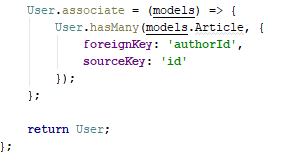 User.associate = (models) => {
User.hasMany(models.Article, {
foreignKey: 'authorId',
sourceKey: 'id'
});
};
return User;
};